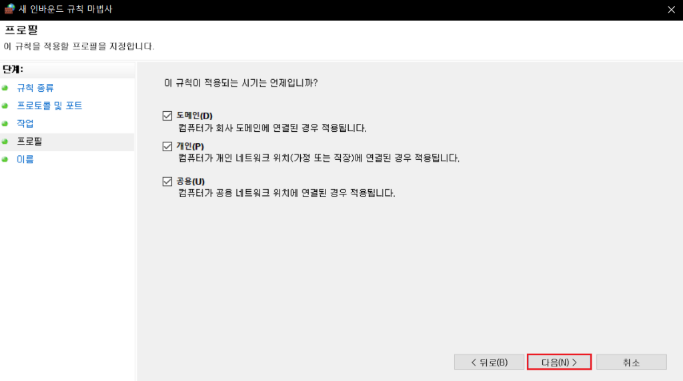 새 인바운드 규칙 마법사
프로필
이 규칙을 적용할 프로필을 지정합니다.
단계:
규칙 종류
프로토콜 및 포트
작업
프로필
이름
이 규칙이 적용되는 시기는 언제입니까?
도메인(D)
컴퓨터가 회사 도메인에 연결된 경우 적용됩니다.
개인(P)
컴퓨터가 개인 네트워크 위치(가정 또는 직장)에 연결된 경우 적용됩니다.
공용(U)
컴퓨터가 공용 네트워크 위치에 연결된 경우 적용됩니다.
< 뒤로(B) 다음(N) > 취소